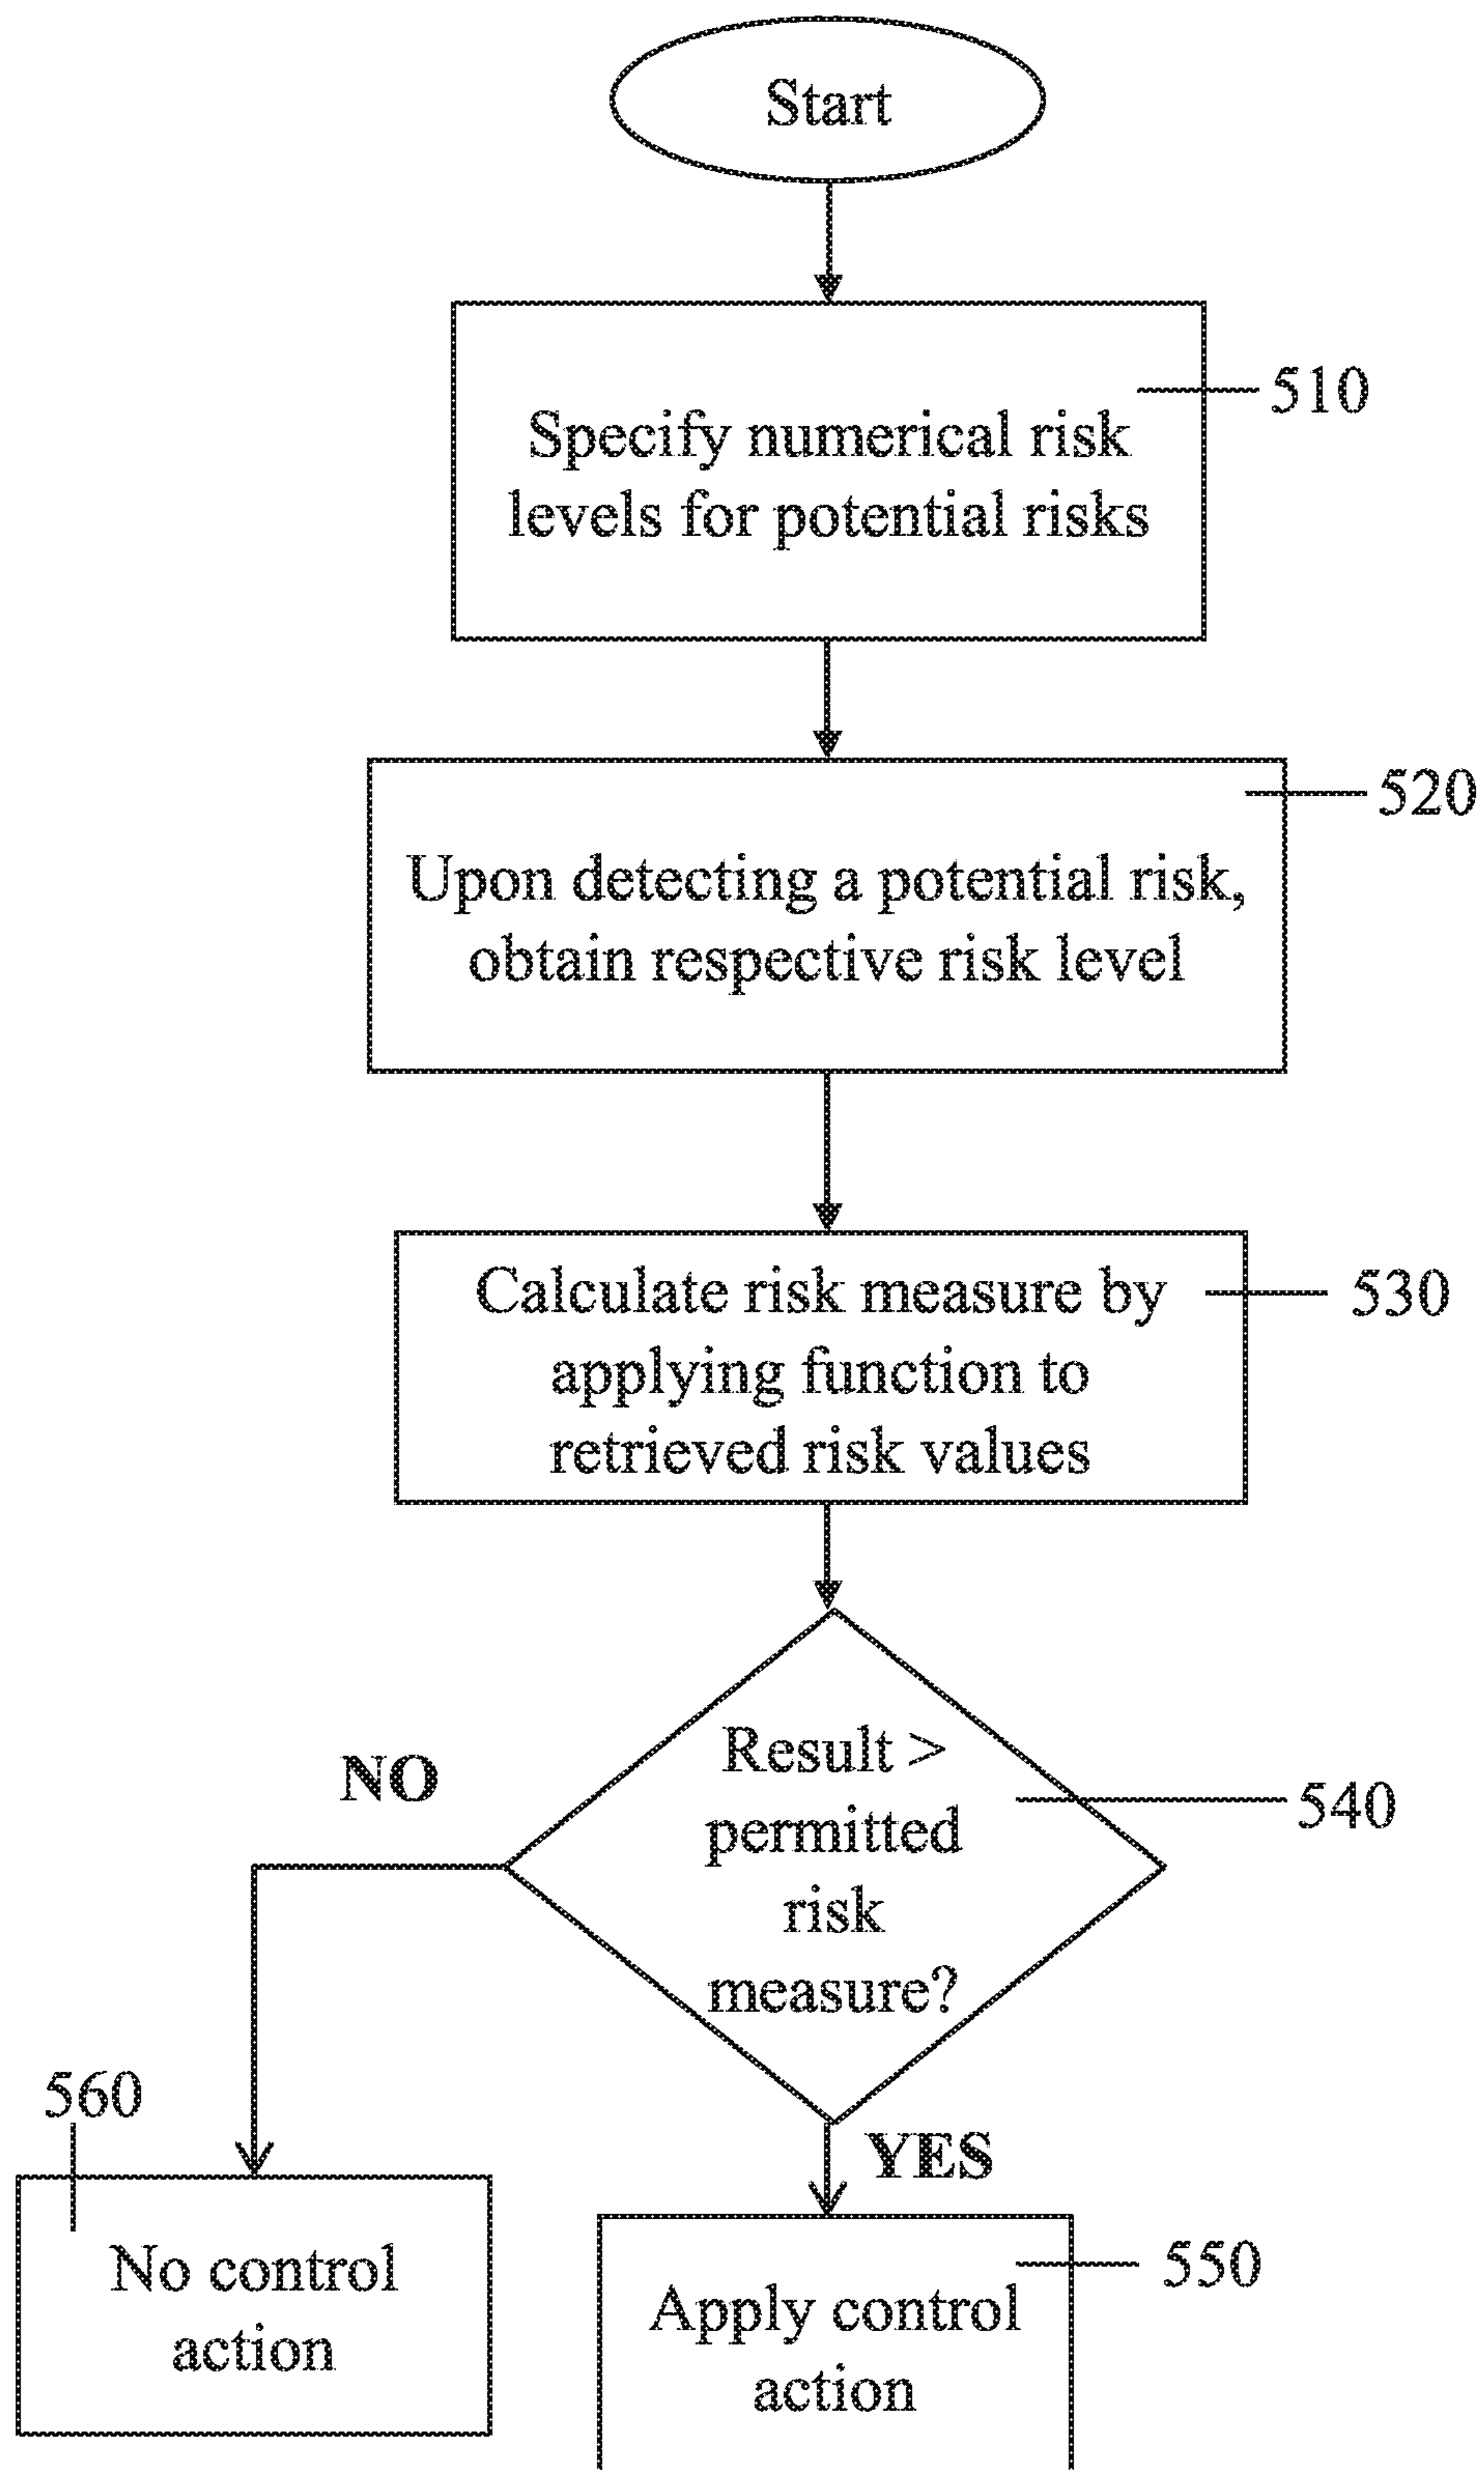 Start
510
Specify numerical risk
levels for potential risks
520
Upon detecting a potential risk,
obtain respective risk level
530
Calculate risk measure by
applying function to
retrieved risk values
NO
Result >
permitted
risk
measure?
540
560
YES
No control
action
550
Apply control
action